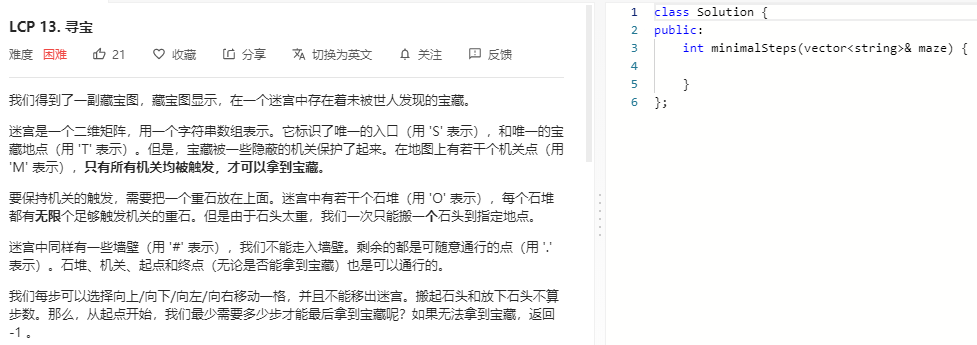 LCP 13. 寻宝
难度 困难 21 收藏 分享 切换为英文 关注 反馈
我们得到了一副藏宝图，藏宝图显示，在一个迷宫中存在着未被世人发现的宝藏。
迷宫是一个二维矩阵，用一个字符串数组表示。它标识了唯一的入口（用 'S' 表示），和唯一的宝
藏地点（用 'T' 表示）。但是，宝藏被一些隐蔽的机关保护了起来。在地图上有若干个机关点（用
'M' 表示），只有所有机关均被触发，才可以拿到宝藏。
要保持机关的触发，需要把一个重石放在上面。迷宫中有若干个石堆（用 'O' 表示），每个石堆
都有无限个足够触发机关的重石。但是由于石头太重，我们一次只能搬一个石头到指定地点。
迷宫中同样有一些墙壁（用 '#' 表示），我们不能走入墙壁。剩余的都是可随意通行的点（用 '.'
表示）。石堆、机关、起点和终点（无论是否能拿到宝藏）也是可以通行的。
我们每步可以选择向上/向下/向左/向右移动一格，并且不能移出迷宫。搬起石头和放下石头不算
步数。那么，从起点开始，我们最少需要多少步才能最后拿到宝藏呢？如果无法拿到宝藏，返回
-1 。
1 class Solution {
2 public:
3 int minimalSteps(vector<string>& maze) {
4
5 }
6 };